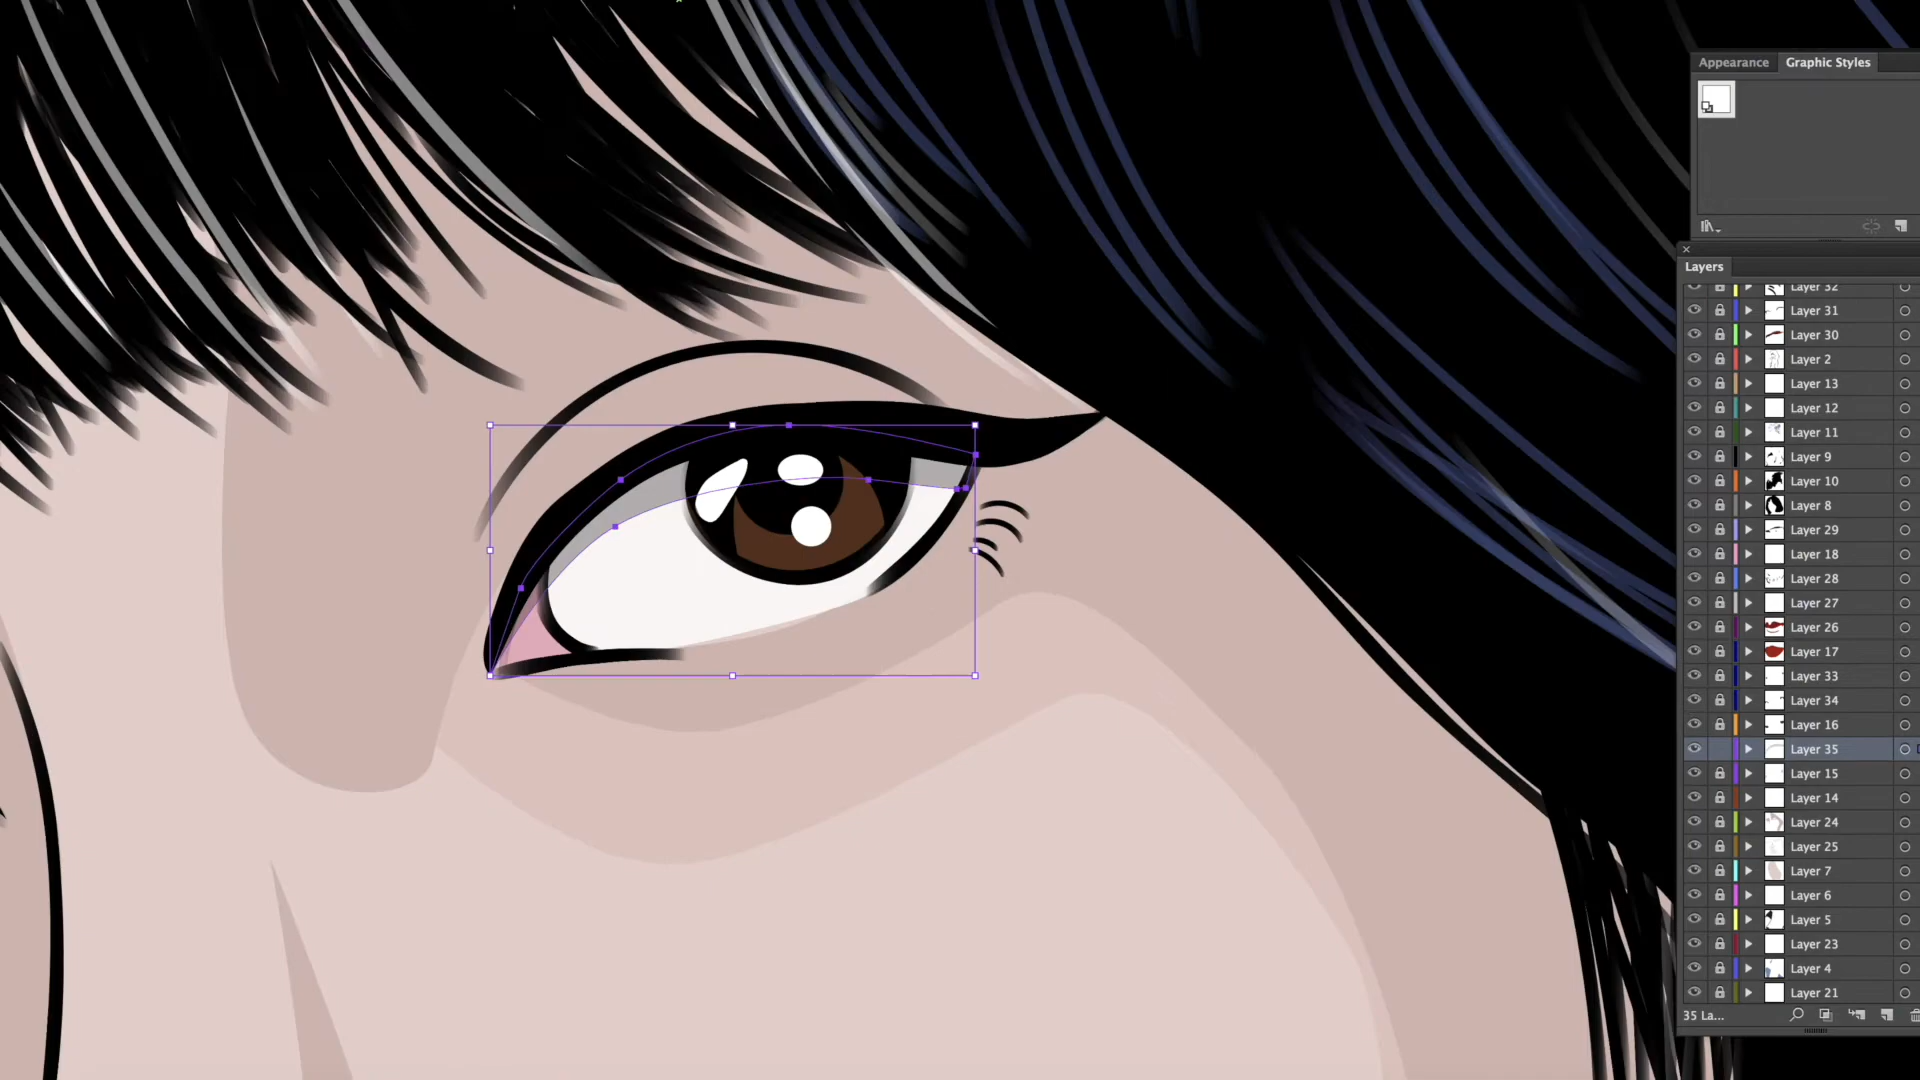 Appearance
Graphic Styles
Layers
Layer 32
Layer 31
Layer 30
Layer 2
Layer 13
Layer 12
Layer 11
Layer 9
Layer 10
Layer 8
Layer 29
Layer 18
Layer 28
Layer 27
Layer 26
Layer 17
Layer 33
Layer 34
Layer 16
Layer 35
Layer 15
Layer 14
Layer 24
Layer 25
Layer 7
Layer 6
Layer 5
Layer 23
Layer 4
Layer 21
35 La...